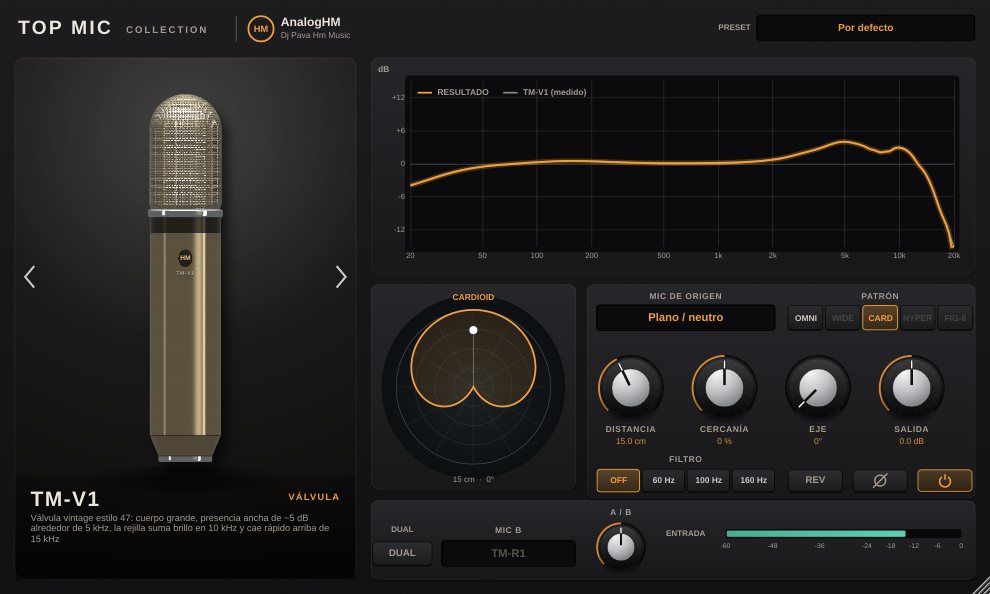 TOP MIC COLLECTION
HM
AnalogHM
Dj Pava Hm Music
PRESET
Por defecto
HM
TM-V1
TM-V1
VÁLVULA
Válvula vintage estilo 47: cuerpo grande, presencia ancha de ~5 dB
alrededor de 5 kHz, la rejilla suma brillo en 10 kHz y cae rápido arriba de
15 kHz
dB
RESULTADO
TM-V1 (medido)
+12
+6
0
-6
-12
20 50 100 200 500 1k 2k 5k 10k 20k
CARDIOID
15 cm · 0°
MIC DE ORIGEN
Plano / neutro
PATRÓN
OMNI WIDE CARD HYPER FIG-8
DISTANCIA
15.0 cm
CERCANÍA
0 %
EJE
0°
SALIDA
0.0 dB
FILTRO
OFF 60 Hz 100 Hz 160 Hz
REV
DUAL
DUAL
MIC B
TM-R1
A / B
ENTRADA
-60 -48 -36 -24 -18 -12 -6 0